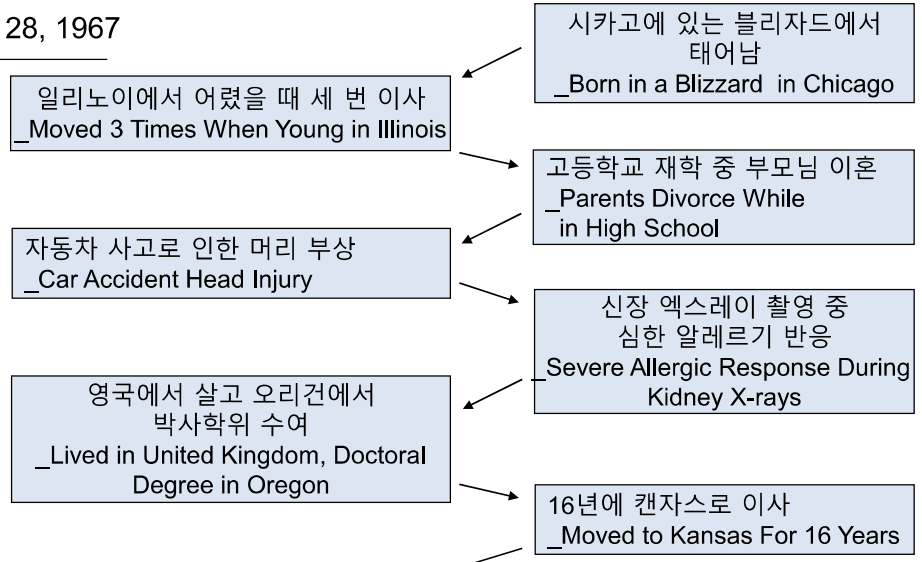 28, 1967
시카고에 있는 블리자드에서
태어남
_Born in a Blizzard in Chicago
일리노이에서 어렸을 때 세 번 이사
_Moved 3 Times When Young in Illinois
고등학교 재학 중 부모님 이혼
_Parents Divorce While
in High School
자동차 사고로 인한 머리 부상
_Car Accident Head Injury
신장 엑스레이 촬영 중
심한 알레르기 반응
_Severe Allergic Response During
Kidney X-rays
영국에서 살고 오리건에서
박사학위 수여
_Lived in United Kingdom, Doctoral
Degree in Oregon
16년에 캔자스로 이사
_Moved to Kansas For 16 Years